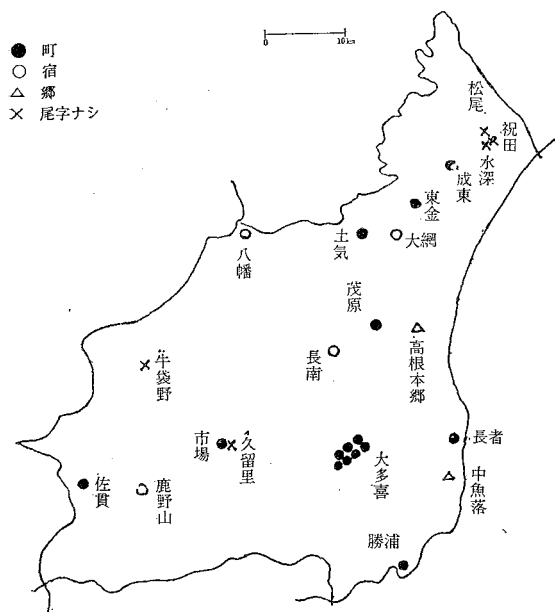 ● 町
○ 宿
△ 郷
× 尾字ナシ
0 10km
松尾
祝田
水深
成東
東金
大網
土気
八幡
茂原
高根本郷
長南
牛袋野
市場
久留里
大多喜
長者
中魚落
佐貫
鹿野山
勝浦